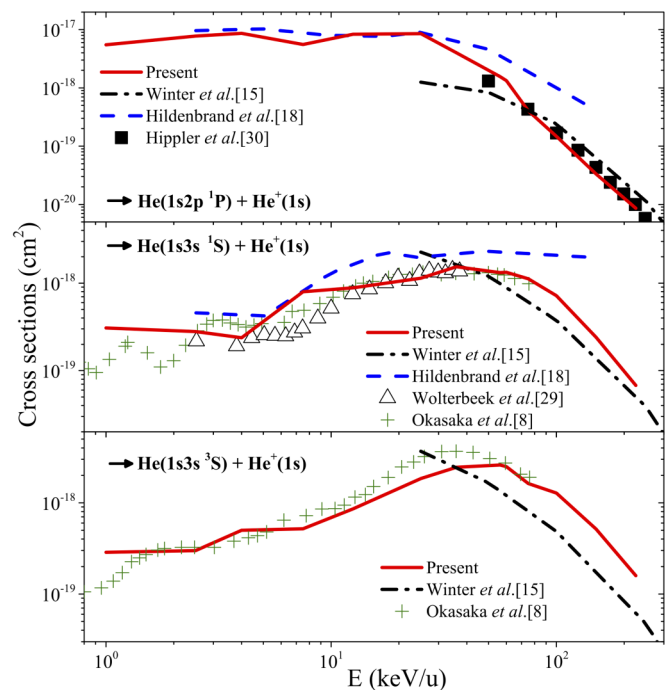 10⁻¹⁷
Present
Winter et al.[15]
Hildenbrand et al.[18]
Hippler et al.[30]
10⁻¹⁸
10⁻¹⁹
10⁻²⁰
He(1s2p ¹P) + He⁺(1s)
He(1s3s ¹S) + He⁺(1s)
10⁻¹⁸
10⁻¹⁹
Present
Winter et al.[15]
Hildenbrand et al.[18]
Wolterbeek et al.[29]
Okasaka et al.[8]
Cross sections (cm²)
He(1s3s ³S) + He⁺(1s)
10⁻¹⁸
10⁻¹⁹
Present
Winter et al.[15]
Okasaka et al.[8]
10⁰ 10¹ 10²
E (keV/u)